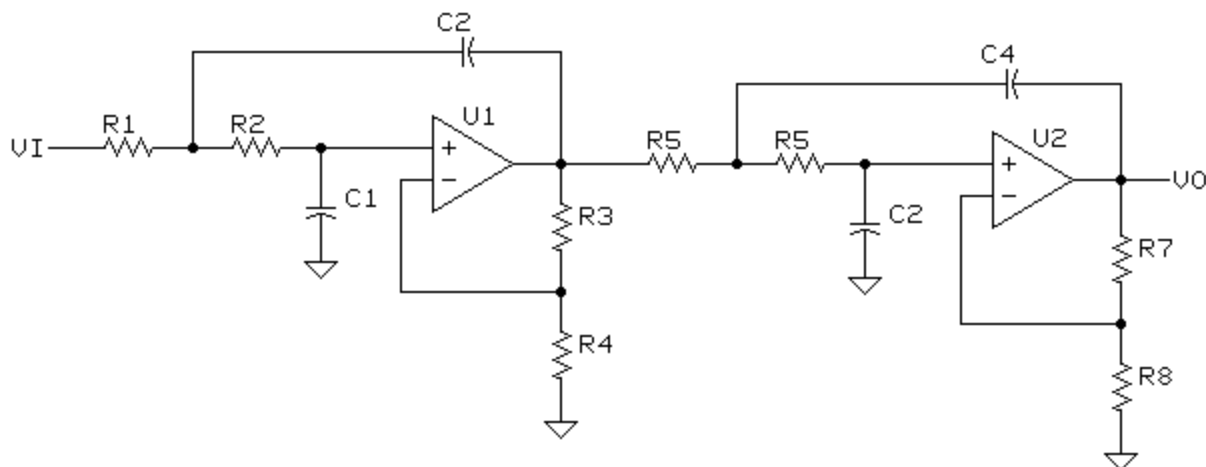 C2
C4
R1
R2
U1
R5
R5
U2
VI
+
+
VO
−
−
C1
R3
C2
R7
R4
R8